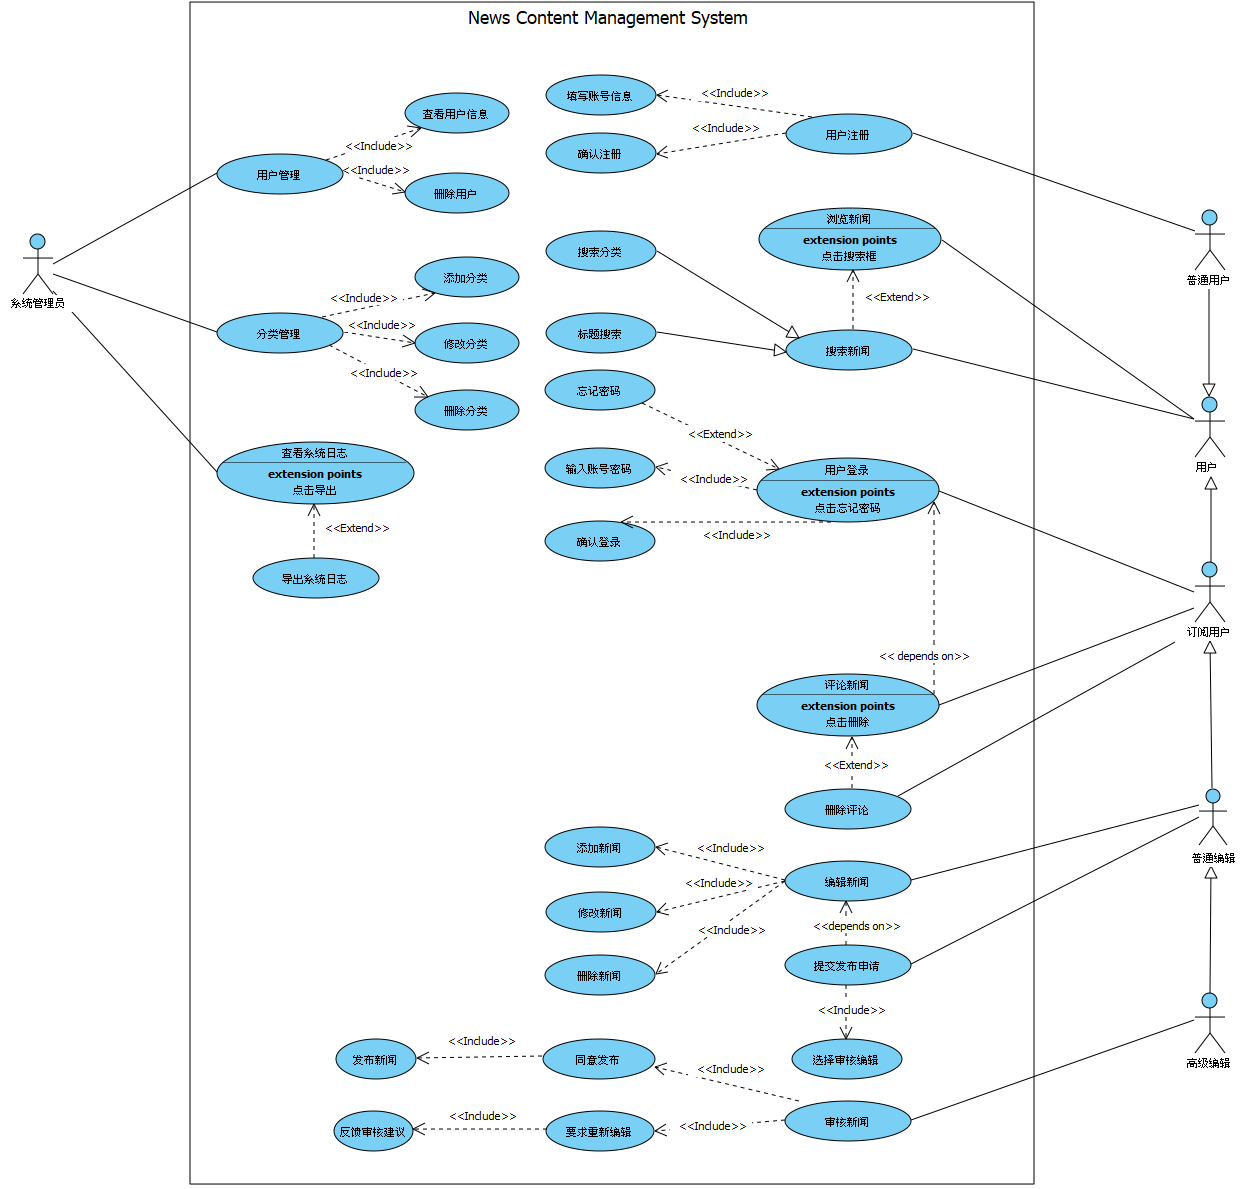 News Content Management System
查看用户信息
<<Include>>
用户管理
<<Include>>
删除用户
填写账号信息
<<Include>>
确认注册
<<Include>>
用户注册
系统管理员
添加分类
<<Include>>
分类管理
<<Include>>
修改分类
<<Include>>
删除分类
搜索分类
标题搜索
浏览新闻
extension points
点击搜索框
<<Extend>>
搜索新闻
普通用户
用户
查看系统日志
extension points
点击导出
<<Extend>>
导出系统日志
忘记密码
<<Extend>>
输入账号密码
<<Include>>
用户登录
extension points
点击忘记密码
确认登录
<<Include>>
订阅用户
<< depends on>>
评论新闻
extension points
点击删除
<<Extend>>
删除评论
添加新闻
<<Include>>
修改新闻
<<Include>>
编辑新闻
<<Include>>
删除新闻
<<depends on>>
提交发布申请
<<Include>>
选择审核编辑
普通编辑
发布新闻
<<Include>>
同意发布
<<Include>>
反馈审核建议
<<Include>>
要求重新编辑
<<Include>>
审核新闻
高级编辑